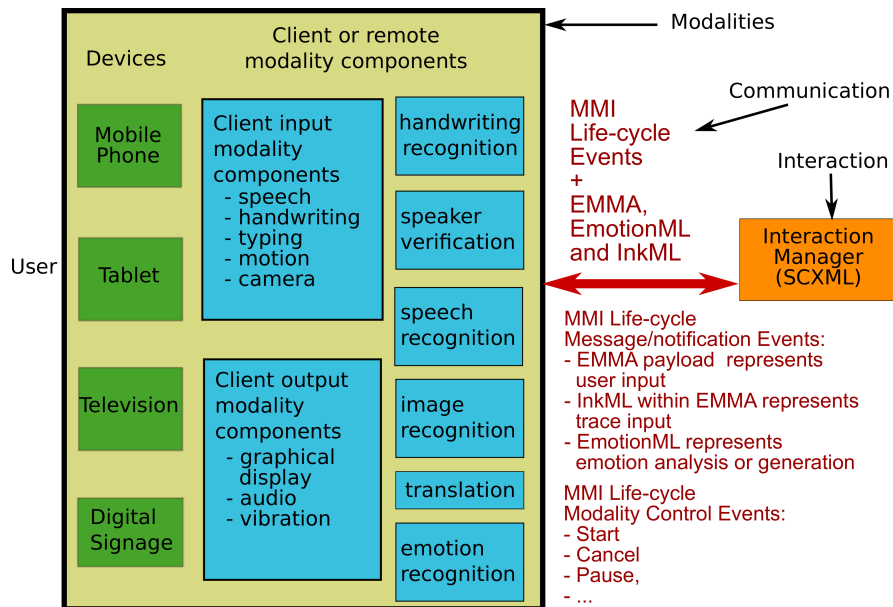 User
Devices
Mobile
Phone
Tablet
Television
Digital
Signage
Client or remote
modality components
Client input
modality
components
- speech
- handwriting
- typing
- motion
- camera
Client output
modality
components
- graphical
display
- audio
- vibration
handwriting
recognition
speaker
verification
speech
recognition
image
recognition
translation
emotion
recognition
Modalities
Communication
Interaction
MMI
Life-cycle
Events
+
EMMA,
EmotionML
and InkML
Interaction
Manager
(SCXML)
MMI Life-cycle
Message/notification Events:
- EMMA payload represents
user input
- InkML within EMMA represents
trace input
- EmotionML represents
emotion analysis or generation
MMI Life-cycle
Modality Control Events:
- Start
- Cancel
- Pause,
- ...